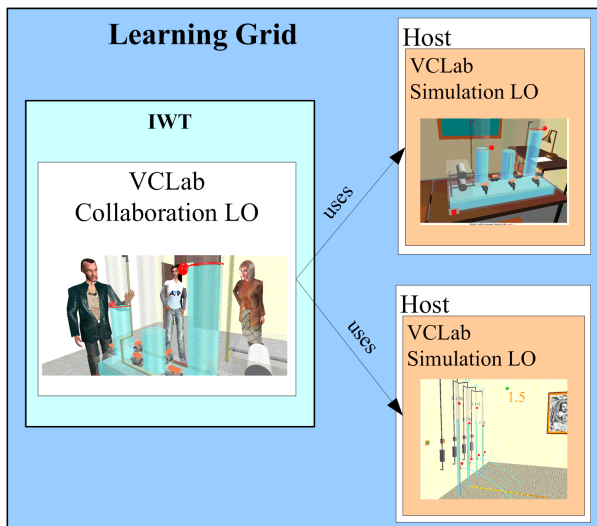 Learning Grid
IWT
VCLab
Collaboration LO
uses
uses
Host
VCLab
Simulation LO
Host
VCLab
Simulation LO
1.5